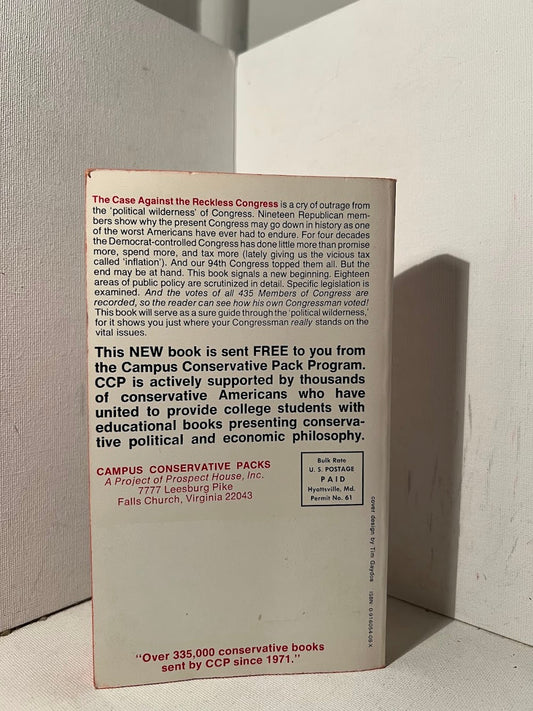 The Case Against the Reckless Congress is a cry of outrage from
the 'political wilderness' of Congress. Nineteen Republican mem-
bers show why the present Congress may go down in history as one
of the worst Americans have ever had to endure. For four decades
the Democrat-controlled Congress has done little more than promise
more, spend more, and tax more (lately giving us the vicious tax
called 'inflation'). And our 94th Congress topped them all. But the
end may be at hand. This book signals a new beginning. Eighteen
areas of public policy are scrutinized in detail. Specific legislation is
examined. And the votes of all 435 Members of Congress are
recorded, so the reader can see how his own Congressman voted!
This book will serve as a sure guide through the 'political wilderness,'
for it shows you just where your Congressman really stands on the
vital issues.
This NEW book is sent FREE to you from
the Campus Conservative Pack Program.
CCP is actively supported by thousands
of conservative Americans who have
united to provide college students with
educational books presenting conserva-
tive political and economic philosophy.
CAMPUS CONSERVATIVE PACKS
A Project of Prospect House, Inc.
7777 Leesburg Pike
Falls Church, Virginia 22043
Bulk Rate
U.S. POSTAGE
PAID
Hyattsville, Md.
Permit No. 61
cover design by Tim Gaydos ISBN: 0-916054-09-X
"Over 335,000 conservative books
sent by CCP since 1971."